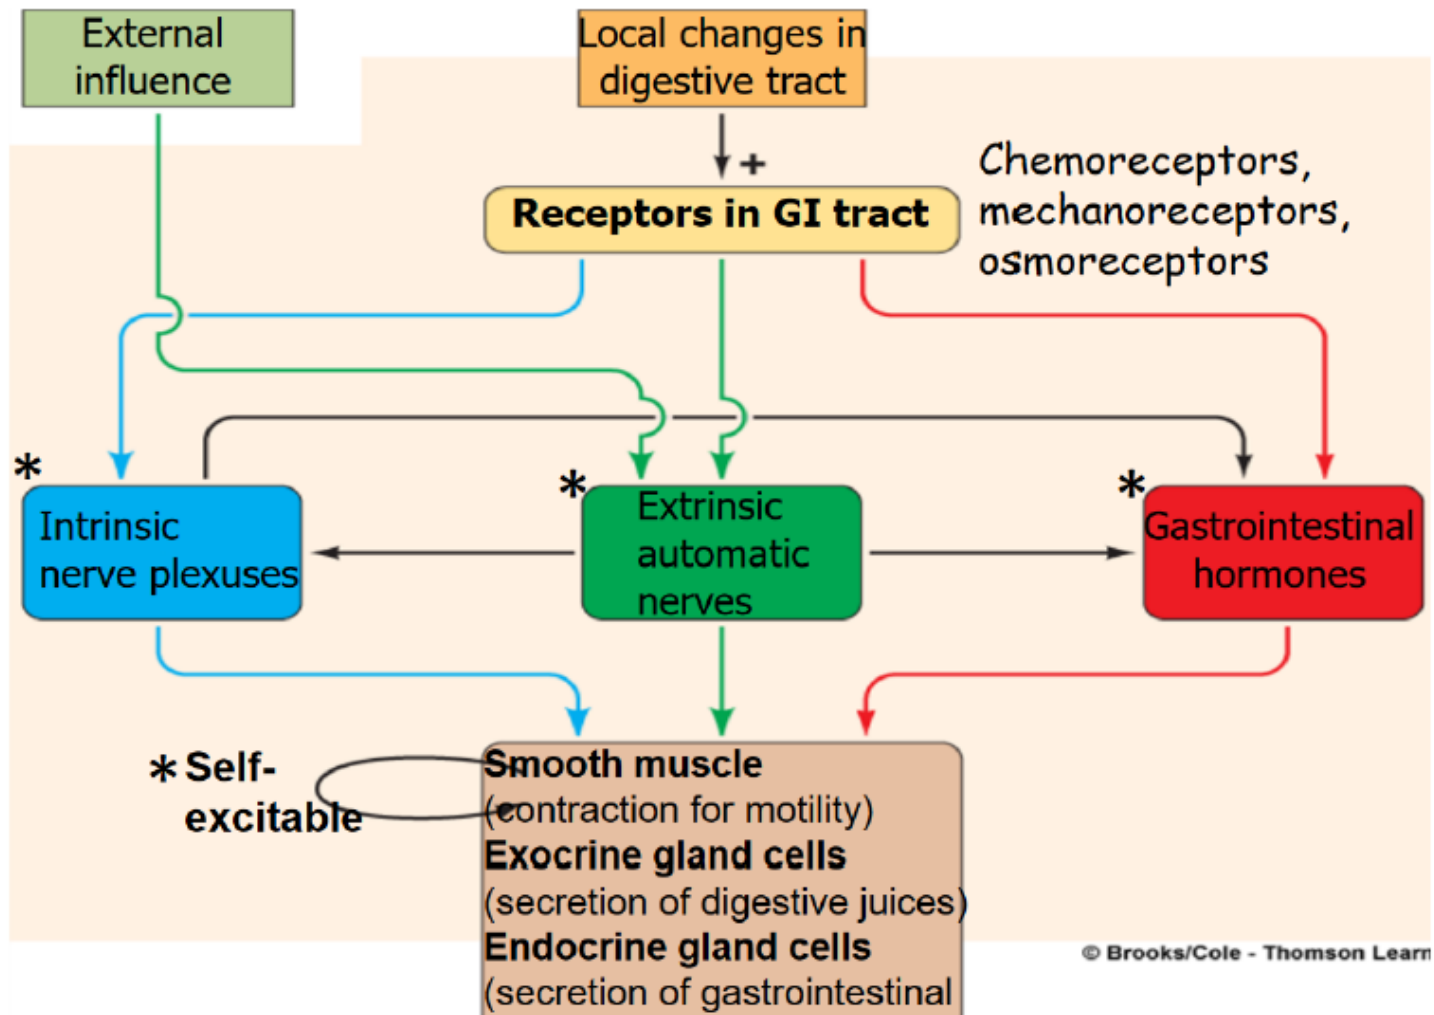 External
influence
Local changes in
digestive tract
+
Receptors in GI tract
Chemoreceptors,
mechanoreceptors,
osmoreceptors
*
Intrinsic
nerve plexuses
*
Extrinsic
automatic
nerves
*
Gastrointestinal
hormones
* Self-
excitable
Smooth muscle
(contraction for motility)
Exocrine gland cells
(secretion of digestive juices)
Endocrine gland cells
(secretion of gastrointestinal
© Brooks/Cole - Thomson Learn